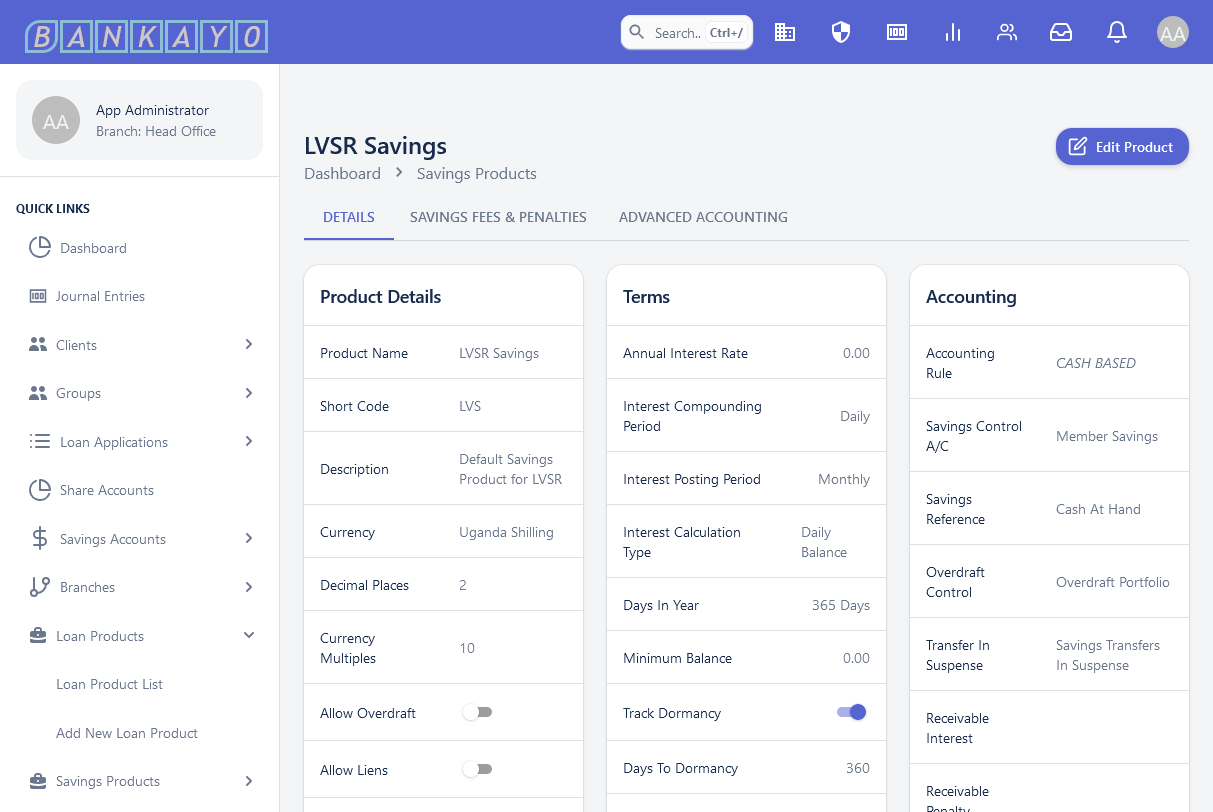 BANKAYO
Search..
Ctrl+/
AA
AA
App Administrator
Branch: Head Office
QUICK LINKS
Dashboard
Journal Entries
Clients
Groups
Loan Applications
Share Accounts
Savings Accounts
Branches
Loan Products
Loan Product List
Add New Loan Product
Savings Products
LVSR Savings
Dashboard
Savings Products
Edit Product
DETAILS
SAVINGS FEES & PENALTIES
ADVANCED ACCOUNTING
Product Details
Product Name
LVSR Savings
Short Code
LVS
Description
Default Savings
Product for LVSR
Currency
Uganda Shilling
Decimal Places
2
Currency
Multiples
10
Allow Overdraft
Allow Liens
Terms
Annual Interest Rate
0.00
Interest Compounding
Period
Daily
Interest Posting Period
Monthly
Interest Calculation
Type
Daily
Balance
Days In Year
365 Days
Minimum Balance
0.00
Track Dormancy
Days To Dormancy
360
Accounting
Accounting
Rule
CASH BASED
Savings Control
A/C
Member Savings
Savings
Reference
Cash At Hand
Overdraft
Control
Overdraft Portfolio
Transfer In
Suspense
Savings Transfers
In Suspense
Receivable
Interest
Receivable
Penalty